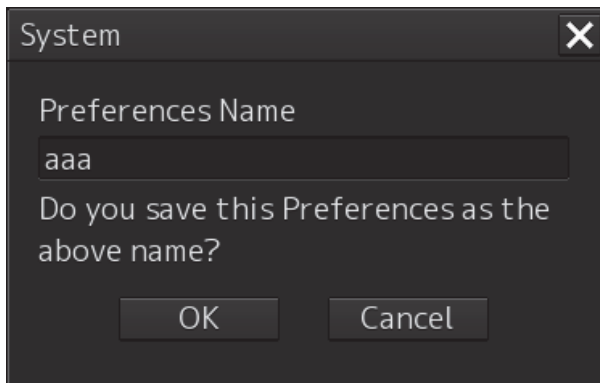 System
Preferences Name
aaa
Do you save this Preferences as the
above name?
OK
Cancel